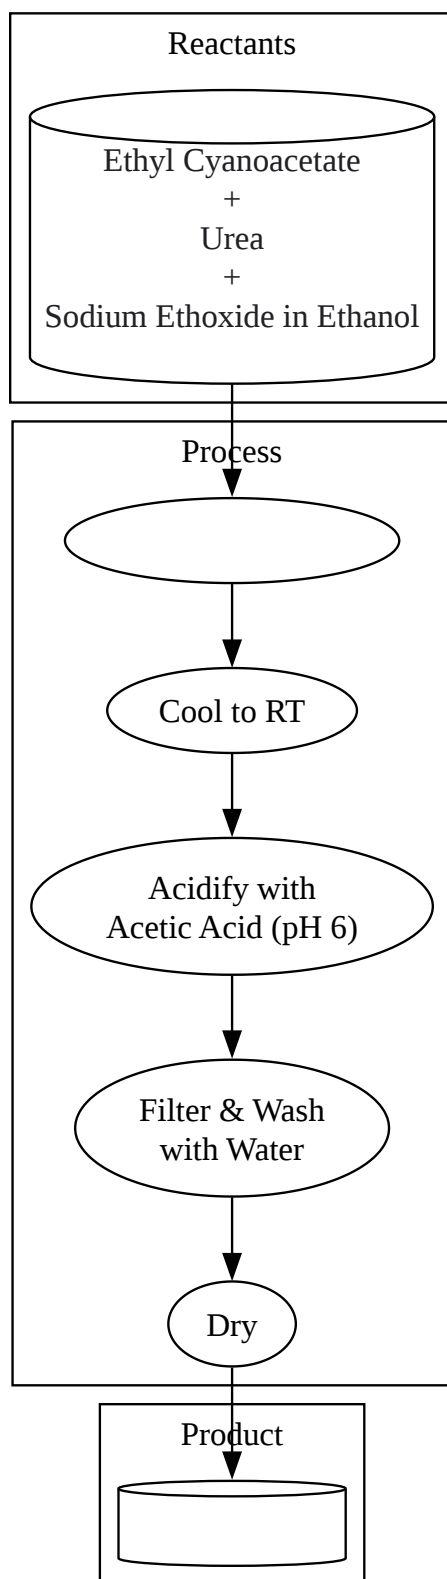 Reactants
Ethyl Cyanoacetate
+
Urea
+
Sodium Ethoxide in Ethanol
Process
Cool to RT
Acidify with
Acetic Acid (pH 6)
Filter & Wash
with Water
Dry
Product